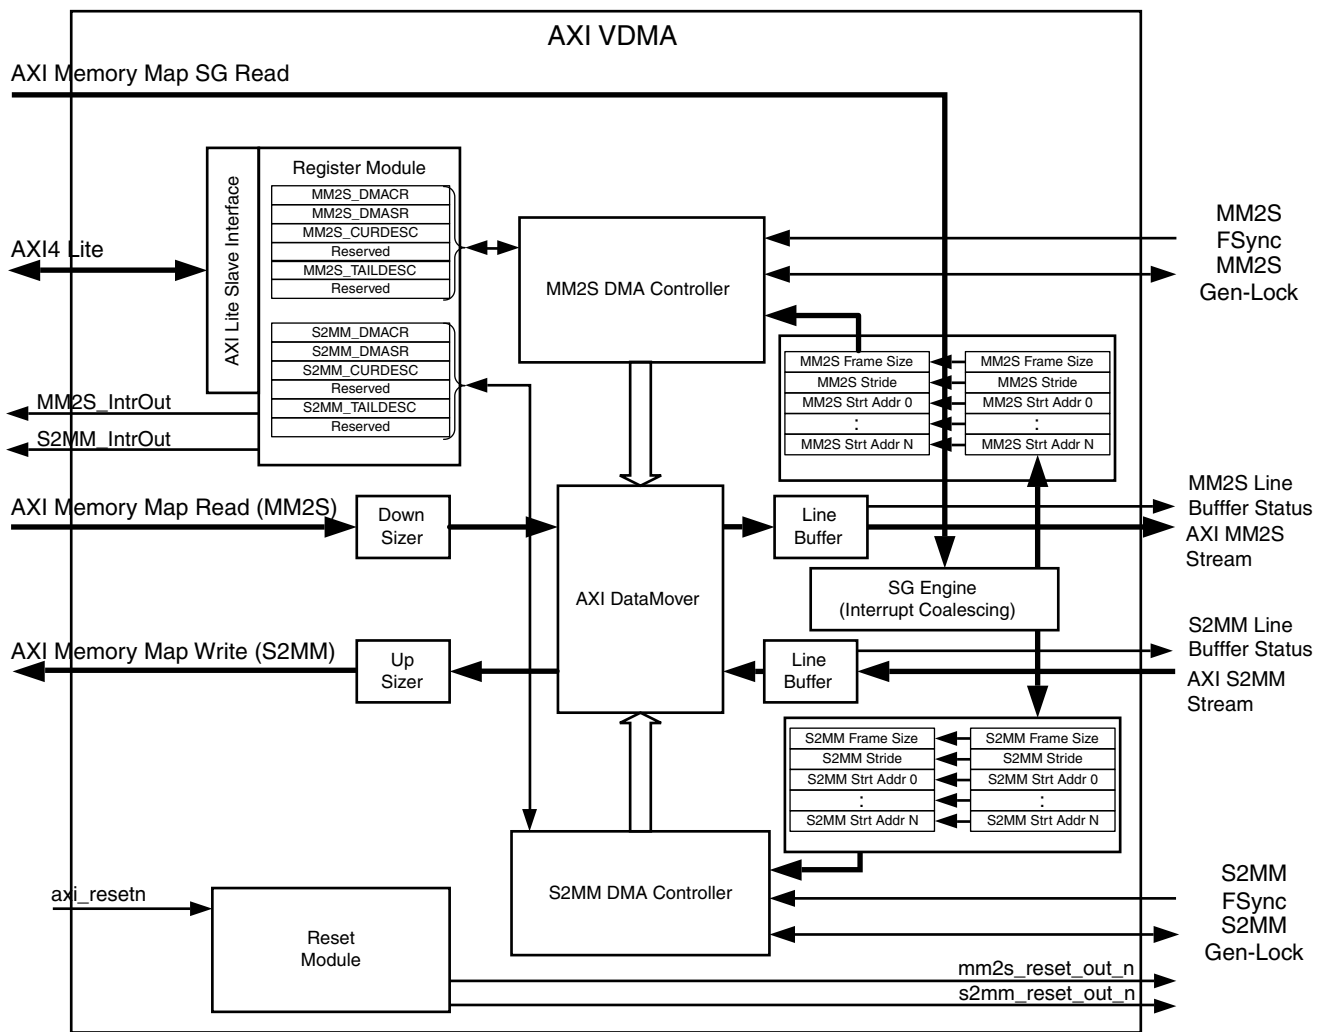 AXI VDMA
AXI Memory Map SG Read
AXI Lite Slave Interface
Register Module
MM2S_DMACR
MM2S_DMASR
MM2S_CURDESC
Reserved
MM2S_TAILDESC
Reserved
S2MM_DMACR
S2MM_DMASR
S2MM_CURDESC
Reserved
S2MM_TAILDESC
Reserved
AXI4 Lite
MM2S_IntrOut
S2MM_IntrOut
MM2S DMA Controller
MM2S
FSync
MM2S
Gen-Lock
MM2S Frame Size
MM2S Stride
MM2S Strt Addr 0
:
MM2S Strt Addr N
MM2S Frame Size
MM2S Stride
MM2S Strt Addr 0
:
MM2S Strt Addr N
AXI Memory Map Read (MM2S)
Down
Sizer
AXI DataMover
Line
Buffer
MM2S Line
Bufffer Status
AXI MM2S
Stream
SG Engine
(Interrupt Coalescing)
AXI Memory Map Write (S2MM)
Up
Sizer
Line
Buffer
S2MM Line
Bufffer Status
AXI S2MM
Stream
S2MM Frame Size
S2MM Stride
S2MM Strt Addr 0
:
S2MM Strt Addr N
S2MM Frame Size
S2MM Stride
S2MM Strt Addr 0
:
S2MM Strt Addr N
S2MM DMA Controller
S2MM
FSync
S2MM
Gen-Lock
axi_resetn
Reset
Module
mm2s_reset_out_n
s2mm_reset_out_n